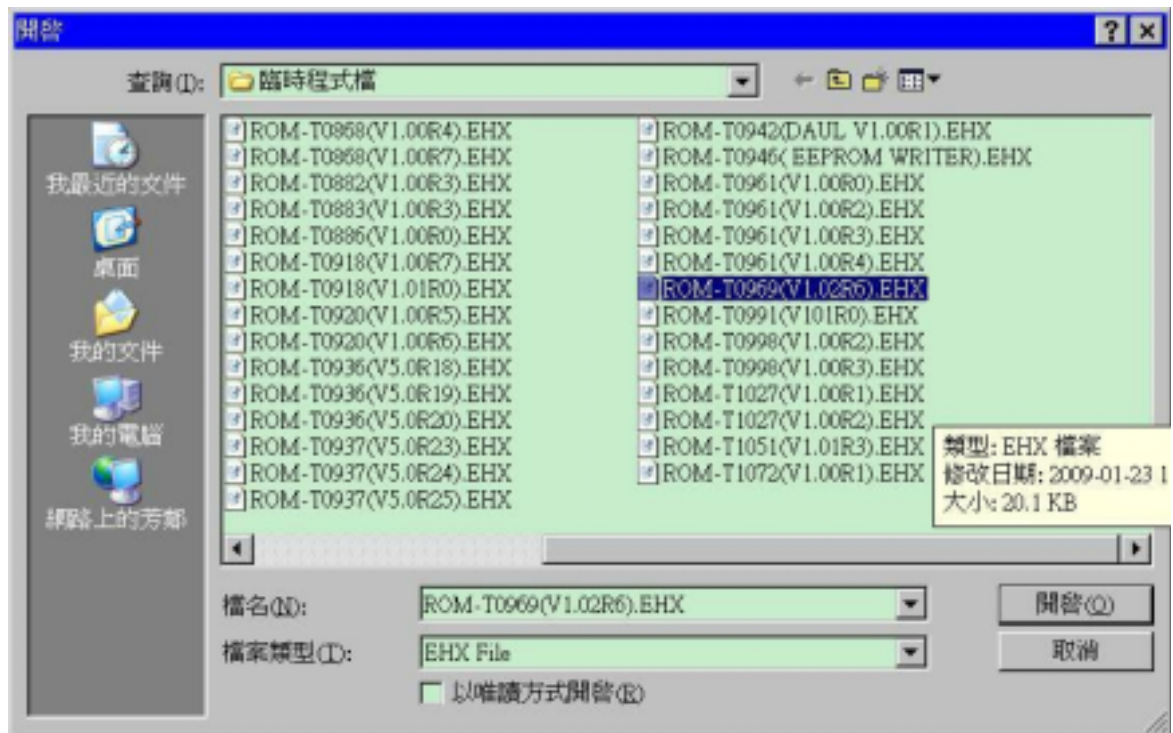 開啓
查詢(I):
臨時程式檔
我最近的文件
桌面
我的文件
我的電腦
網路上的芳鄰
ROM-T0868(V1.00R4).EHX
ROM-T0868(V1.00R7).EHX
ROM-T0882(V1.00R3).EHX
ROM-T0883(V1.00R3).EHX
ROM-T0886(V1.00R0).EHX
ROM-T0918(V1.00R7).EHX
ROM-T0918(V1.01R0).EHX
ROM-T0920(V1.00R5).EHX
ROM-T0920(V1.00R6).EHX
ROM-T0936(V5.0R18).EHX
ROM-T0936(V5.0R19).EHX
ROM-T0936(V5.0R20).EHX
ROM-T0937(V5.0R23).EHX
ROM-T0937(V5.0R24).EHX
ROM-T0937(V5.0R25).EHX
ROM-T0942(DAUL V1.00R1).EHX
ROM-T0946( EEPROM WRITER).EHX
ROM-T0961(V1.00R0).EHX
ROM-T0961(V1.00R2).EHX
ROM-T0961(V1.00R3).EHX
ROM-T0961(V1.00R4).EHX
ROM-T0969(V1.02R6).EHX
ROM-T0991(V101R0).EHX
ROM-T0998(V1.00R2).EHX
ROM-T0998(V1.00R3).EHX
ROM-T1027(V1.00R1).EHX
ROM-T1027(V1.00R2).EHX
ROM-T1051(V1.01R3).EHX
ROM-T1072(V1.00R1).EHX
類型: EHX 檔案
修改日期: 2009-01-23 1
大小: 20.1 KB
檔名(N):
ROM-T0969(V1.02R6).EHX
開啓(O)
檔案類型(T):
EHX File
取消
以唯讀方式開啓(R)